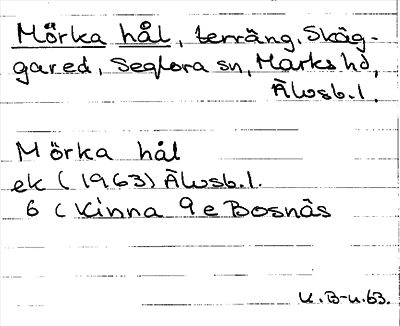 Mörka hål, terräng, Skäg-
gared, Seglora sn, Marks hd,
Älvsb. l.
Mörka hål
ek (1963) Älvsb. l.
6 C Kinna 9 e Bosnäs
U. B-u. 63.